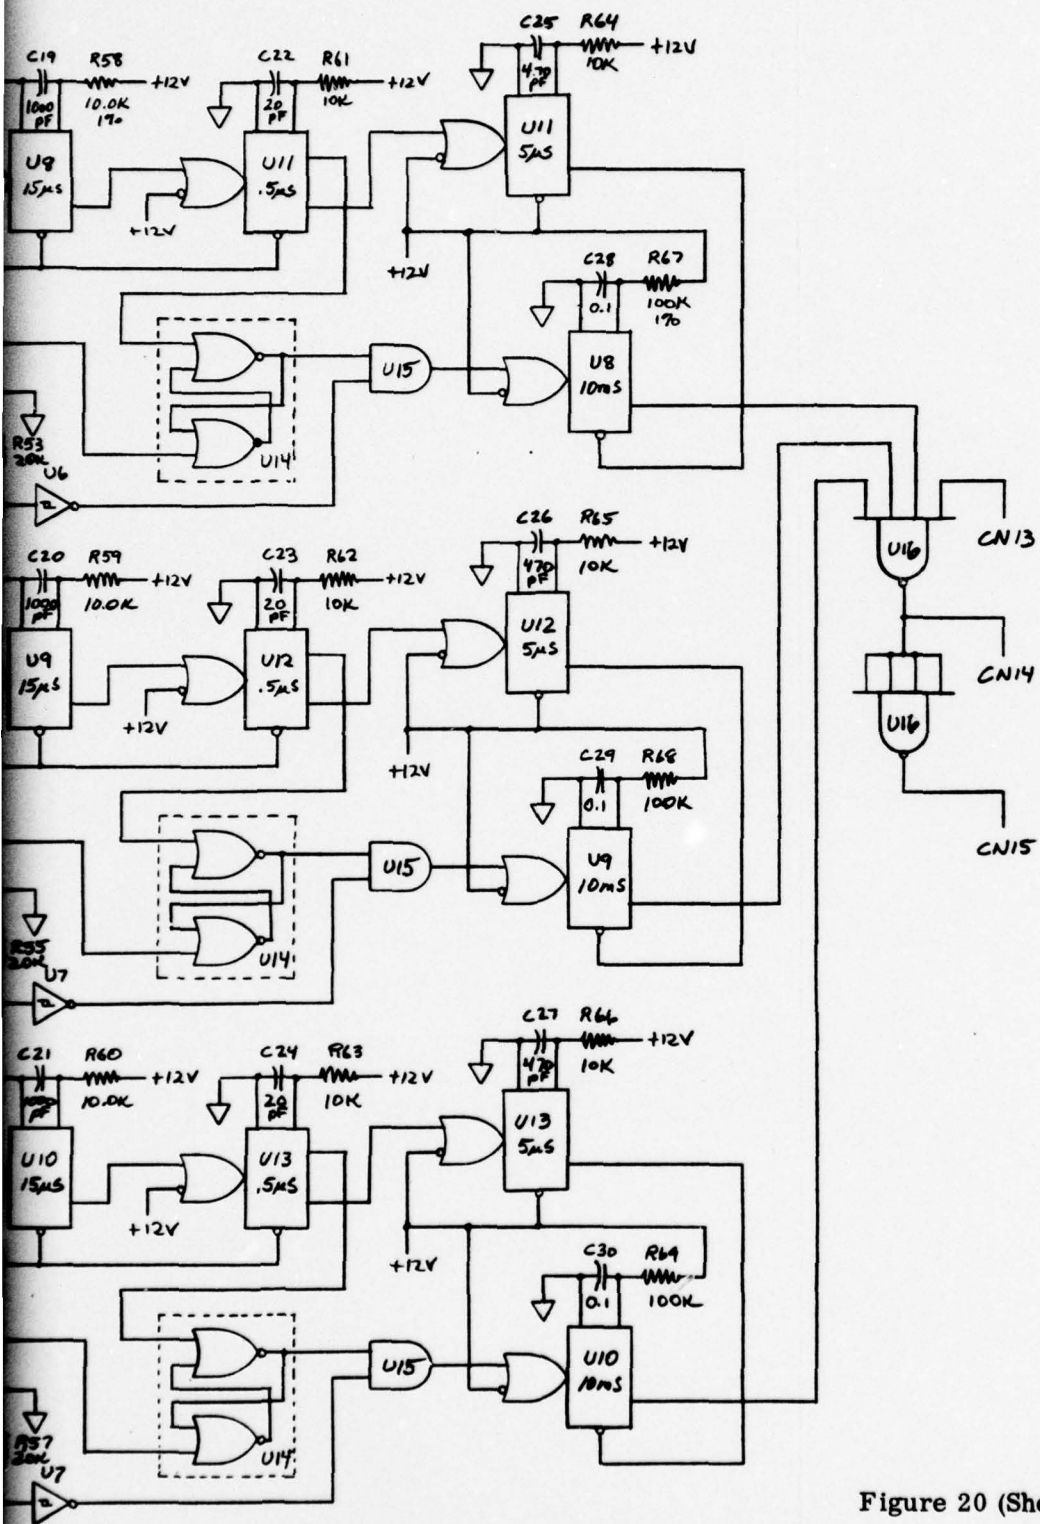 C25 R64
+12V
470 pF 10K
C19 R58 +12V
1000 pF 10.0K 1%
C22 R61 +12V
20 pF 10K
U8
15µS
+12V
U11
.5µS
U11
5µS
+12V
C28 R67
0.1 100K 1%
U15
U8
10mS
U14
R53
20K
U6
CN13
U16
CN14
U16
CN15
C26 R65
+12V
470 pF 10K
C20 R59 +12V
1000 pF 10.0K
C23 R62 +12V
20 pF 10K
U9
15µS
+12V
U12
.5µS
U12
5µS
+12V
C29 R68
0.1 100K
U15
U9
10mS
U14
R55
20K
U7
C27 R66
+12V
470 pF 10K
C21 R60 +12V
1000 pF 10.0K
C24 R63 +12V
20 pF 10K
U10
15µS
+12V
U13
.5µS
U13
5µS
+12V
C30 R69
0.1 100K
U15
U10
10mS
U14
R57
20K
U7
Figure 20 (She